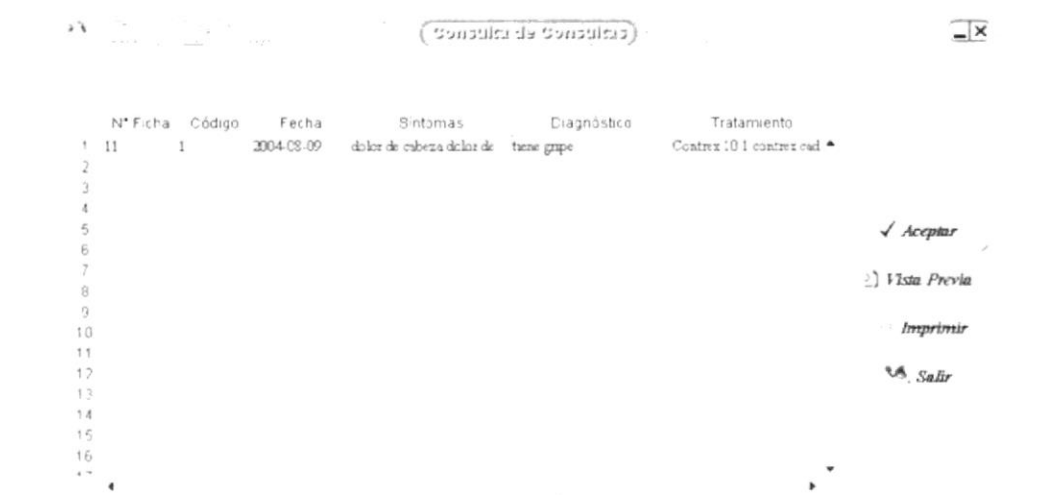 Consulta de Consultas
N° Ficha Código Fecha Síntomas Diagnóstico Tratamiento
1 11 1 2004-08-09 dolor de cabeza dolor de tiene gripe Contrex 10 1 contrex cad
2
3
4
5
6
7
8
9
10
11
12
13
14
15
16
Aceptar
Vista Previa
Imprimir
Salir